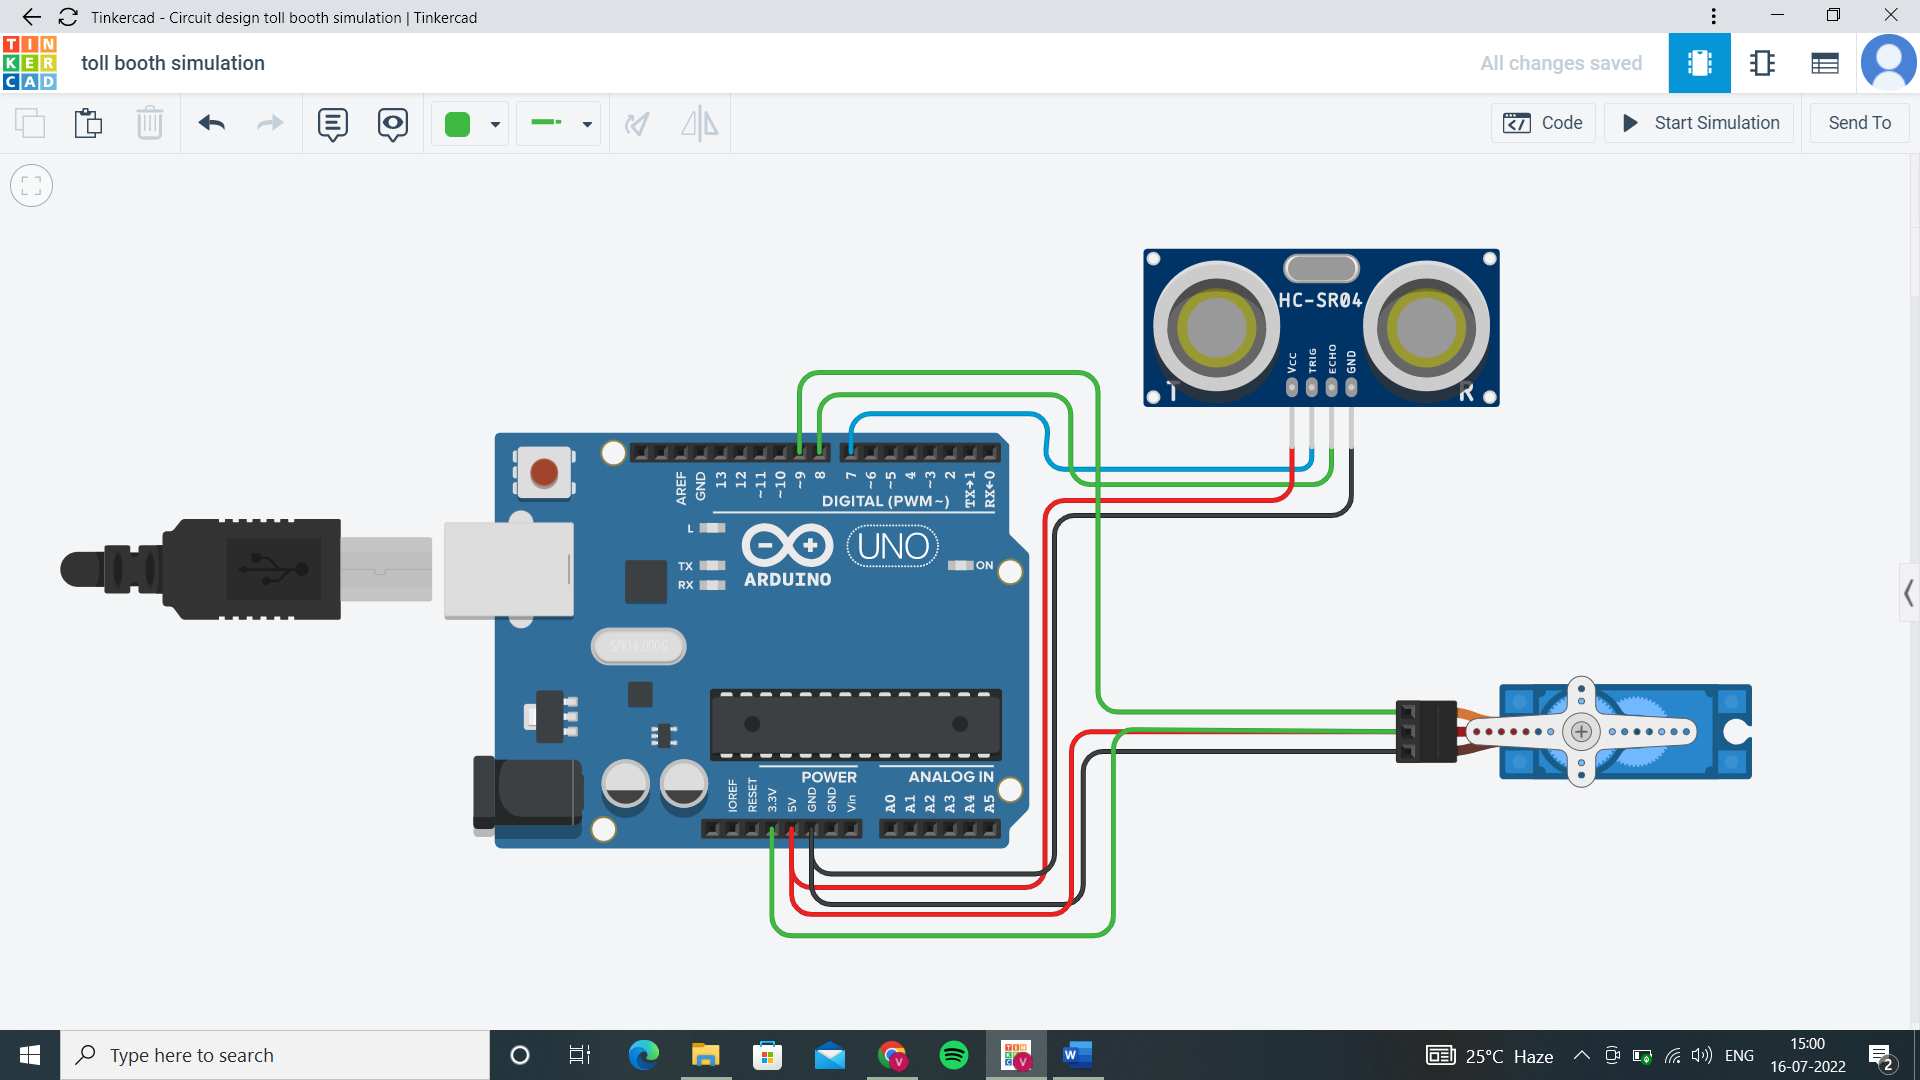 Tinkercad - Circuit design toll booth simulation | Tinkercad
TIN
KER
CAD
toll booth simulation
All changes saved
Code
Start Simulation
Send To
HC-SR04
VCC
TRIG
ECHO
GND
T
R
AREF
GND
13
12
~11
~10
~9
8
7
~6
~5
4
~3
2
TX→1
RX←0
DIGITAL (PWM~)
L
TX
RX
ON
UNO
ARDUINO
SPK16.000G
POWER
ANALOG IN
IOREF
RESET
3.3V
5V
GND
GND
Vin
A0
A1
A2
A3
A4
A5
Type here to search
25°C Haze
ENG
15:00
16-07-2022
2